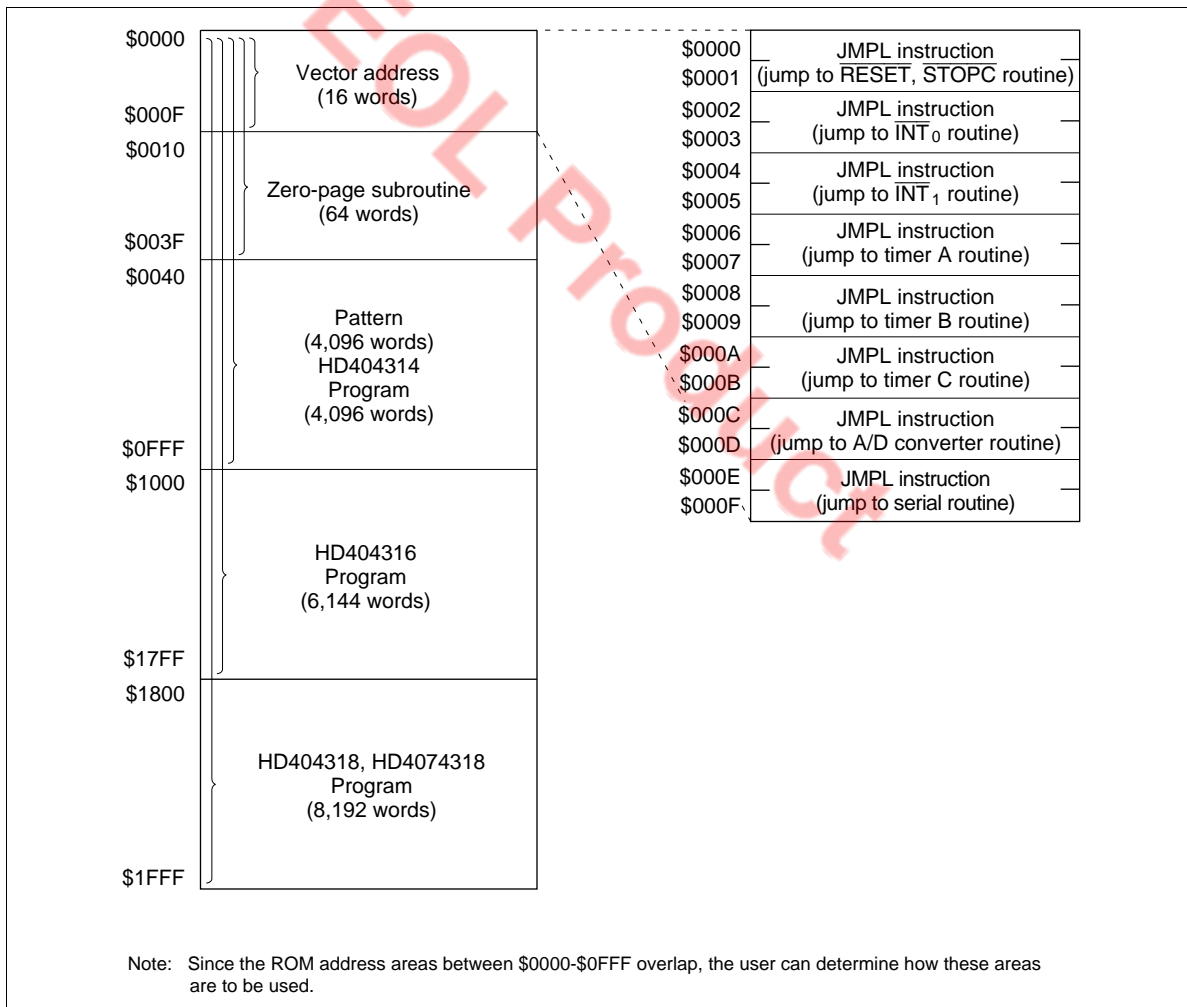 $0000
Vector address
(16 words)
$000F
$0010
Zero-page subroutine
(64 words)
$003F
$0040
Pattern
(4,096 words)
HD404314
Program
(4,096 words)
$0FFF
$1000
HD404316
Program
(6,144 words)
$17FF
$1800
HD404318, HD4074318
Program
(8,192 words)
$1FFF
$0000
JMPL instruction
$0001
(jump to RESET, STOPC routine)
$0002
JMPL instruction
$0003
(jump to INT0 routine)
$0004
JMPL instruction
$0005
(jump to INT1 routine)
$0006
JMPL instruction
$0007
(jump to timer A routine)
$0008
JMPL instruction
$0009
(jump to timer B routine)
$000A
JMPL instruction
$000B
(jump to timer C routine)
$000C
JMPL instruction
$000D
(jump to A/D converter routine)
$000E
JMPL instruction
$000F
(jump to serial routine)
EOL Product
Note: Since the ROM address areas between $0000-$0FFF overlap, the user can determine how these areas
are to be used.